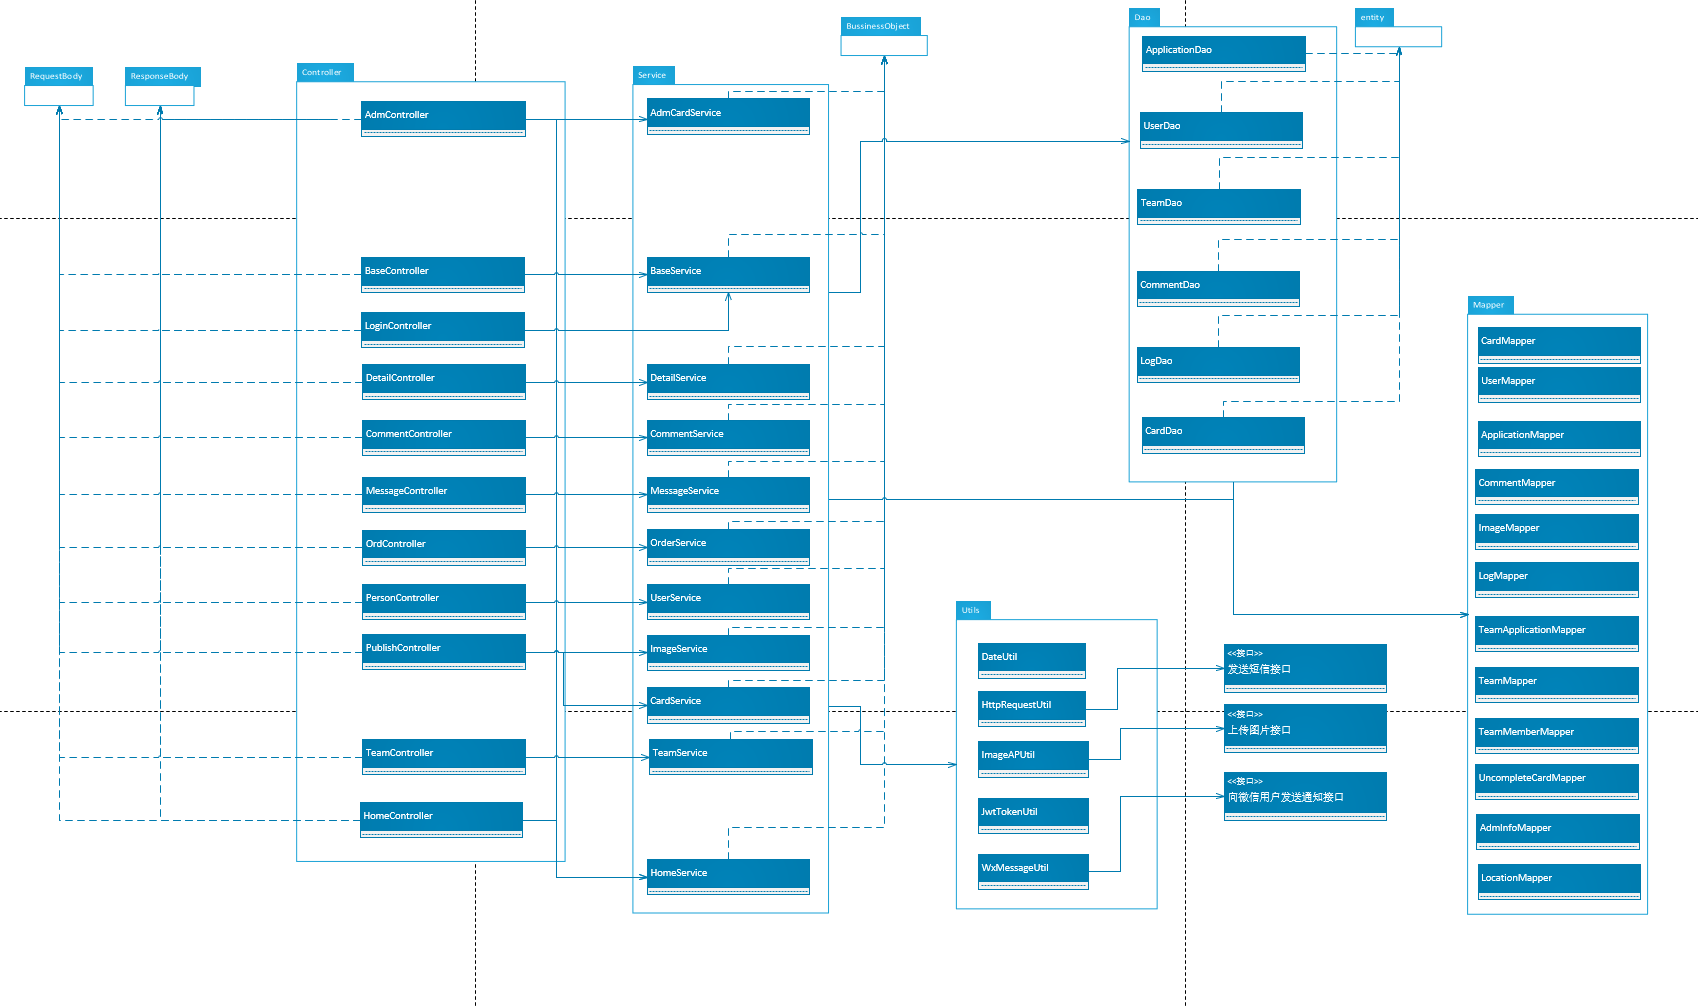 RequestBody
ResponseBody
Controller
AdmController
BaseController
LoginController
DetailController
CommentController
MessageController
OrdController
PersonController
PublishController
TeamController
HomeController
Service
AdmCardService
BaseService
DetailService
CommentService
MessageService
OrderService
UserService
ImageService
CardService
TeamService
HomeService
BussinessObject
Dao
ApplicationDao
UserDao
TeamDao
CommentDao
LogDao
CardDao
entity
Utils
DateUtil
HttpRequestUtil
ImageAPUtil
JwtTokenUtil
WxMessageUtil
<<接口>>
发送短信接口
<<接口>>
上传图片接口
<<接口>>
向微信用户发送通知接口
Mapper
CardMapper
UserMapper
ApplicationMapper
CommentMapper
ImageMapper
LogMapper
TeamApplicationMapper
TeamMapper
TeamMemberMapper
UncompleteCardMapper
AdmInfoMapper
LocationMapper